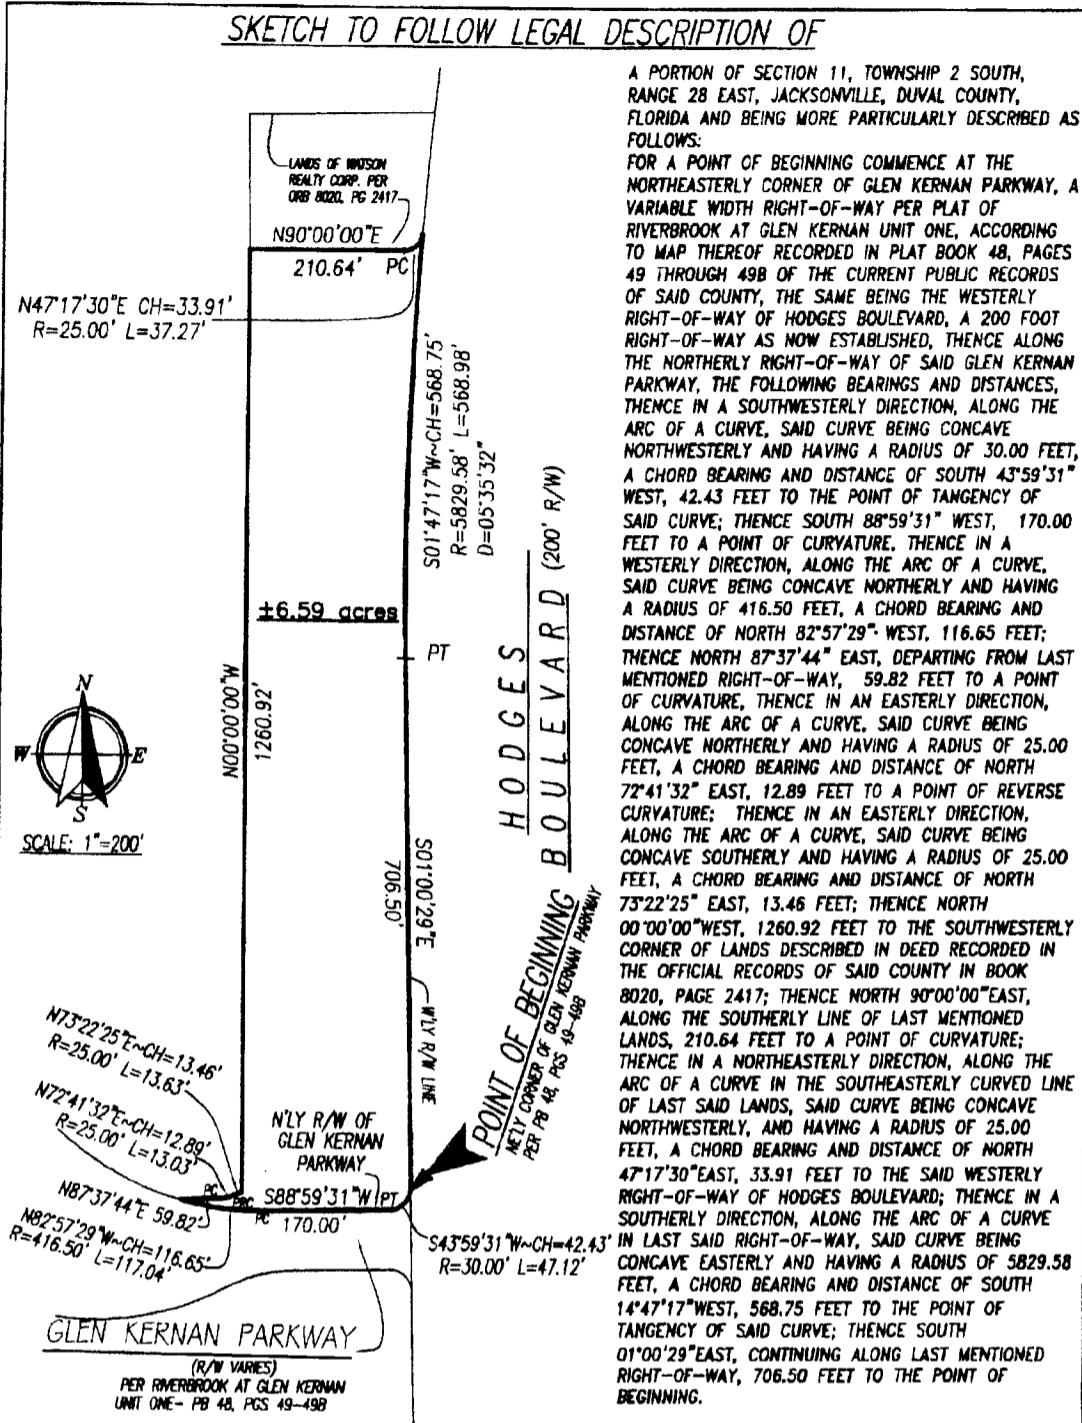 SKETCH TO FOLLOW LEGAL DESCRIPTION OF
A PORTION OF SECTION 11, TOWNSHIP 2 SOUTH,
RANGE 28 EAST, JACKSONVILLE, DUVAL COUNTY,
FLORIDA AND BEING MORE PARTICULARLY DESCRIBED AS
FOLLOWS:
FOR A POINT OF BEGINNING COMMENCE AT THE
NORTHEASTERLY CORNER OF GLEN KERNAN PARKWAY, A
VARIABLE WIDTH RIGHT-OF-WAY PER PLAT OF
RIVERBROOK AT GLEN KERNAN UNIT ONE, ACCORDING
TO MAP THEREOF RECORDED IN PLAT BOOK 48, PAGES
49 THROUGH 49B OF THE CURRENT PUBLIC RECORDS
OF SAID COUNTY, THE SAME BEING THE WESTERLY
RIGHT-OF-WAY OF HODGES BOULEVARD, A 200 FOOT
RIGHT-OF-WAY AS NOW ESTABLISHED, THENCE ALONG
THE NORTHERLY RIGHT-OF-WAY OF SAID GLEN KERNAN
PARKWAY, THE FOLLOWING BEARINGS AND DISTANCES,
THENCE IN A SOUTHWESTERLY DIRECTION, ALONG THE
ARC OF A CURVE, SAID CURVE BEING CONCAVE
NORTHWESTERLY AND HAVING A RADIUS OF 30.00 FEET,
A CHORD BEARING AND DISTANCE OF SOUTH 43°59'31"
WEST, 42.43 FEET TO THE POINT OF TANGENCY OF
SAID CURVE; THENCE SOUTH 88°59'31" WEST, 170.00
FEET TO A POINT OF CURVATURE, THENCE IN A
WESTERLY DIRECTION, ALONG THE ARC OF A CURVE,
SAID CURVE BEING CONCAVE NORTHERLY AND HAVING
A RADIUS OF 416.50 FEET, A CHORD BEARING AND
DISTANCE OF NORTH 82°57'29" WEST, 116.65 FEET;
THENCE NORTH 87°37'44" EAST, DEPARTING FROM LAST
MENTIONED RIGHT-OF-WAY, 59.82 FEET TO A POINT
OF CURVATURE, THENCE IN AN EASTERLY DIRECTION,
ALONG THE ARC OF A CURVE, SAID CURVE BEING
CONCAVE NORTHERLY AND HAVING A RADIUS OF 25.00
FEET, A CHORD BEARING AND DISTANCE OF NORTH
72°41'32" EAST, 12.89 FEET TO A POINT OF REVERSE
CURVATURE; THENCE IN AN EASTERLY DIRECTION,
ALONG THE ARC OF A CURVE, SAID CURVE BEING
CONCAVE SOUTHERLY AND HAVING A RADIUS OF 25.00
FEET, A CHORD BEARING AND DISTANCE OF NORTH
73°22'25" EAST, 13.46 FEET; THENCE NORTH
00°00'00"WEST, 1260.92 FEET TO THE SOUTHWESTERLY
CORNER OF LANDS DESCRIBED IN DEED RECORDED IN
THE OFFICIAL RECORDS OF SAID COUNTY IN BOOK
8020, PAGE 2417; THENCE NORTH 90°00'00"EAST,
ALONG THE SOUTHERLY LINE OF LAST MENTIONED
LANDS, 210.64 FEET TO A POINT OF CURVATURE;
THENCE IN A NORTHEASTERLY DIRECTION, ALONG THE
ARC OF A CURVE IN THE SOUTHEASTERLY CURVED LINE
OF LAST SAID LANDS, SAID CURVE BEING CONCAVE
NORTHWESTERLY, AND HAVING A RADIUS OF 25.00
FEET, A CHORD BEARING AND DISTANCE OF NORTH
47°17'30"EAST, 33.91 FEET TO THE SAID WESTERLY
RIGHT-OF-WAY OF HODGES BOULEVARD; THENCE IN A
SOUTHERLY DIRECTION, ALONG THE ARC OF A CURVE
IN LAST SAID RIGHT-OF-WAY, SAID CURVE BEING
CONCAVE EASTERLY AND HAVING A RADIUS OF 5829.58
FEET, A CHORD BEARING AND DISTANCE OF SOUTH
14°47'17"WEST, 568.75 FEET TO THE POINT OF
TANGENCY OF SAID CURVE; THENCE SOUTH
01°00'29"EAST, CONTINUING ALONG LAST MENTIONED
RIGHT-OF-WAY, 706.50 FEET TO THE POINT OF
BEGINNING.
LANDS OF WATSON
REALTY CORP. PER
ORB 8020, PG 2417
N90°00'00"E
210.64' PC
N47°17'30"E CH=33.91'
R=25.00' L=37.27'
S01°47'17"W~CH=568.75'
R=5829.58' L=568.98'
D=05°35'32"
±6.59 acres
PT
HODGES
BOULEVARD (200' R/W)
N00°00'00"W
1260.92'
N
W E
S
SCALE: 1"=200'
S01°00'29"E
706.50'
W'LY R/W LINE
POINT OF BEGINNING
NE'LY CORNER OF GLEN KERNAN PARKWAY
PER PB 48, PGS 49-49B
N73°22'25"E~CH=13.46'
R=25.00' L=13.63'
N72°41'32"E~CH=12.89'
R=25.00' L=13.03'
N'LY R/W OF
GLEN KERNAN
PARKWAY
PC
PRC
S88°59'31"W PT
PC
170.00'
N87°37'44"E 59.82'
N82°57'29"W~CH=116.65'
R=416.50' L=117.04'
S43°59'31"W~CH=42.43'
R=30.00' L=47.12'
GLEN KERNAN PARKWAY
(R/W VARIES)
PER RIVERBROOK AT GLEN KERNAN
UNIT ONE- PB 48, PGS 49-49B